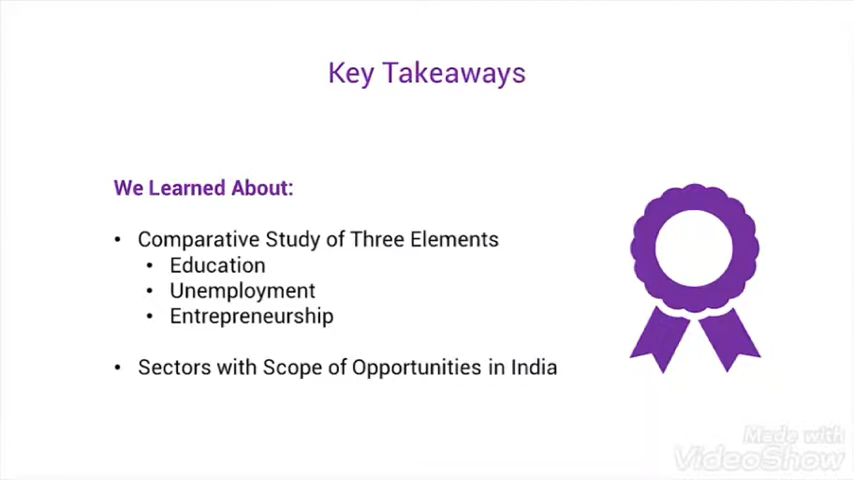 Key Takeaways
We Learned About:
• Comparative Study of Three Elements
• Education
• Unemployment
• Entrepreneurship
• Sectors with Scope of Opportunities in India
Made with
VideoShow